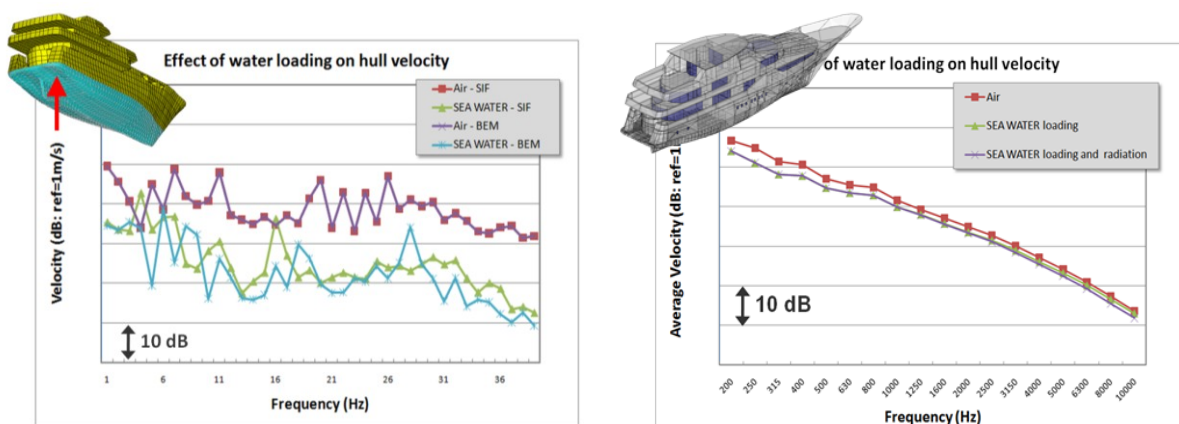 Effect of water loading on hull velocity
Air - SIF
SEA WATER - SIF
Air - BEM
SEA WATER - BEM
Velocity (dB: ref=1m/s)
10 dB
1 6 11 16 21 26 31 36
Frequency (Hz)
of water loading on hull velocity
Air
SEA WATER loading
SEA WATER loading and radiation
Average Velocity (dB: ref=1
10 dB
200 250 315 400 500 630 800 1000 1250 1600 2000 2500 3150 4000 5000 6300 8000 10000
Frequency (Hz)